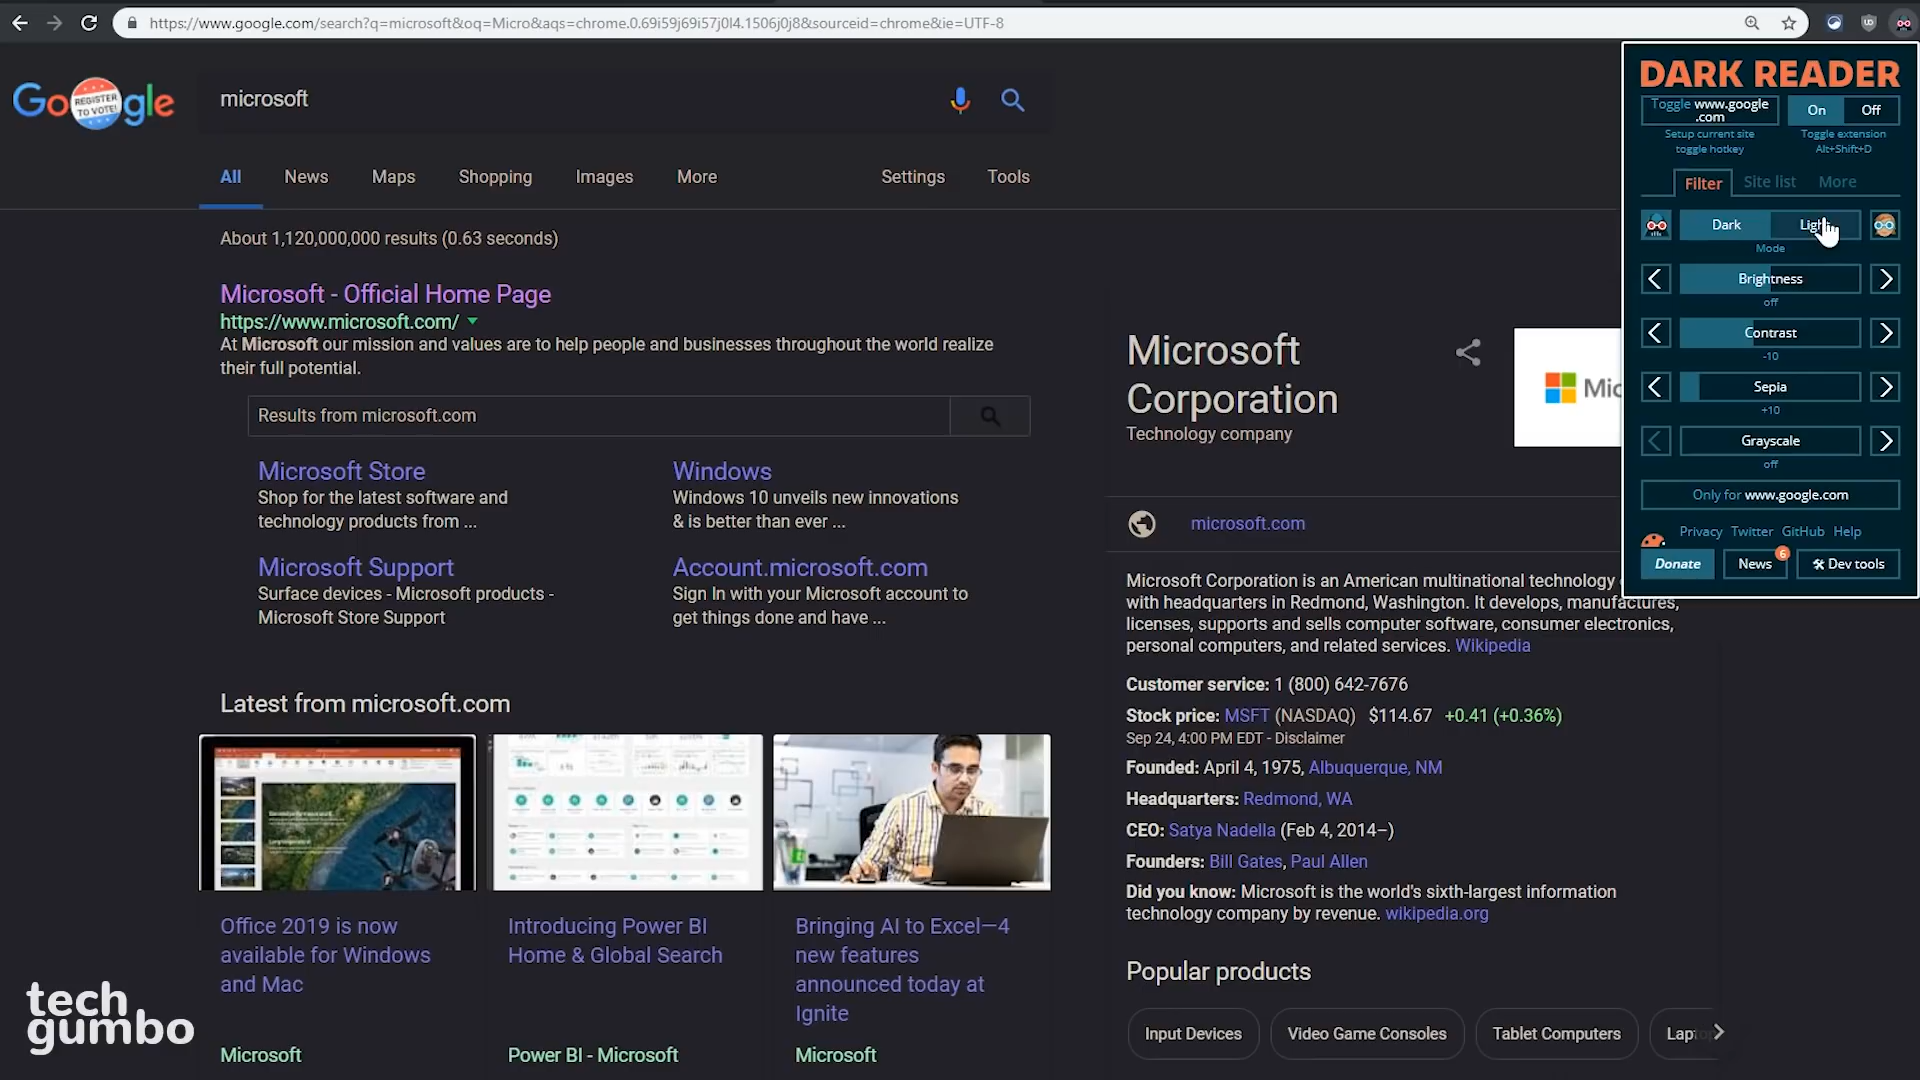 https://www.google.com/search?q=microsoft&oq=Micro&aqs=chrome.0.69i59j69i57j0l4.1506j0j8&sourceid=chrome&ie=UTF-8
Google
REGISTER
TO VOTE!
microsoft
All News Maps Shopping Images More Settings Tools
About 1,120,000,000 results (0.63 seconds)
Microsoft - Official Home Page
https://www.microsoft.com/
At Microsoft our mission and values are to help people and businesses throughout the world realize
their full potential.
Results from microsoft.com
Microsoft Store
Shop for the latest software and
technology products from ...
Windows
Windows 10 unveils new innovations
& is better than ever ...
Microsoft Support
Surface devices - Microsoft products -
Microsoft Store Support
Account.microsoft.com
Sign In with your Microsoft account to
get things done and have ...
Latest from microsoft.com
Office 2019 is now
available for Windows
and Mac
Microsoft
Introducing Power BI
Home & Global Search
Power BI - Microsoft
Bringing AI to Excel—4
new features
announced today at
Ignite
Microsoft
Microsoft
Corporation
Technology company
Mic
microsoft.com
Microsoft Corporation is an American multinational technology
with headquarters in Redmond, Washington. It develops, manufactures,
licenses, supports and sells computer software, consumer electronics,
personal computers, and related services. Wikipedia
Customer service: 1 (800) 642-7676
Stock price: MSFT (NASDAQ) $114.67 +0.41 (+0.36%)
Sep 24, 4:00 PM EDT - Disclaimer
Founded: April 4, 1975, Albuquerque, NM
Headquarters: Redmond, WA
CEO: Satya Nadella (Feb 4, 2014–)
Founders: Bill Gates, Paul Allen
Did you know: Microsoft is the world's sixth-largest information
technology company by revenue. wikipedia.org
Popular products
Input Devices Video Game Consoles Tablet Computers Lap
DARK READER
Toggle www.google
.com
On Off
Setup current site
toggle hotkey
Toggle extension
Alt+Shift+D
Filter Site list More
Dark Light
Mode
Brightness
off
Contrast
-10
Sepia
+10
Grayscale
off
Only for www.google.com
Privacy Twitter GitHub Help
Donate News 6 Dev tools
tech
gumbo